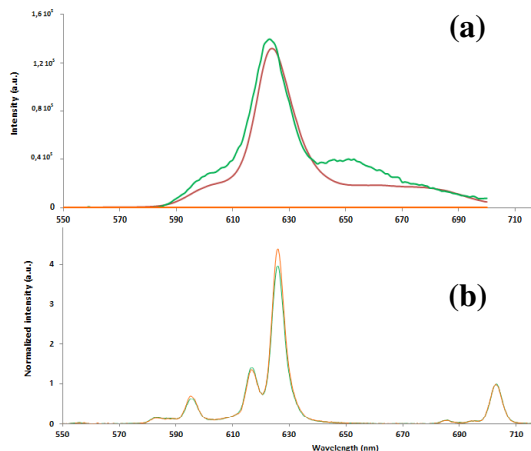 (a)
Intensity (a.u.)
1,6 10⁵
1,2 10⁵
0,8 10⁵
0,4 10⁵
0
550 570 590 610 630 650 670 690 710
(b)
Normalized intensity (a.u.)
4
3
2
1
0
550 570 590 610 630 650 670 690 710
Wavelength (nm)